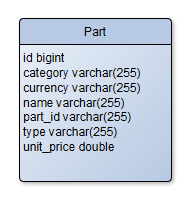 Part
id bigint
category varchar(255)
currency varchar(255)
name varchar(255)
part_id varchar(255)
type varchar(255)
unit_price double